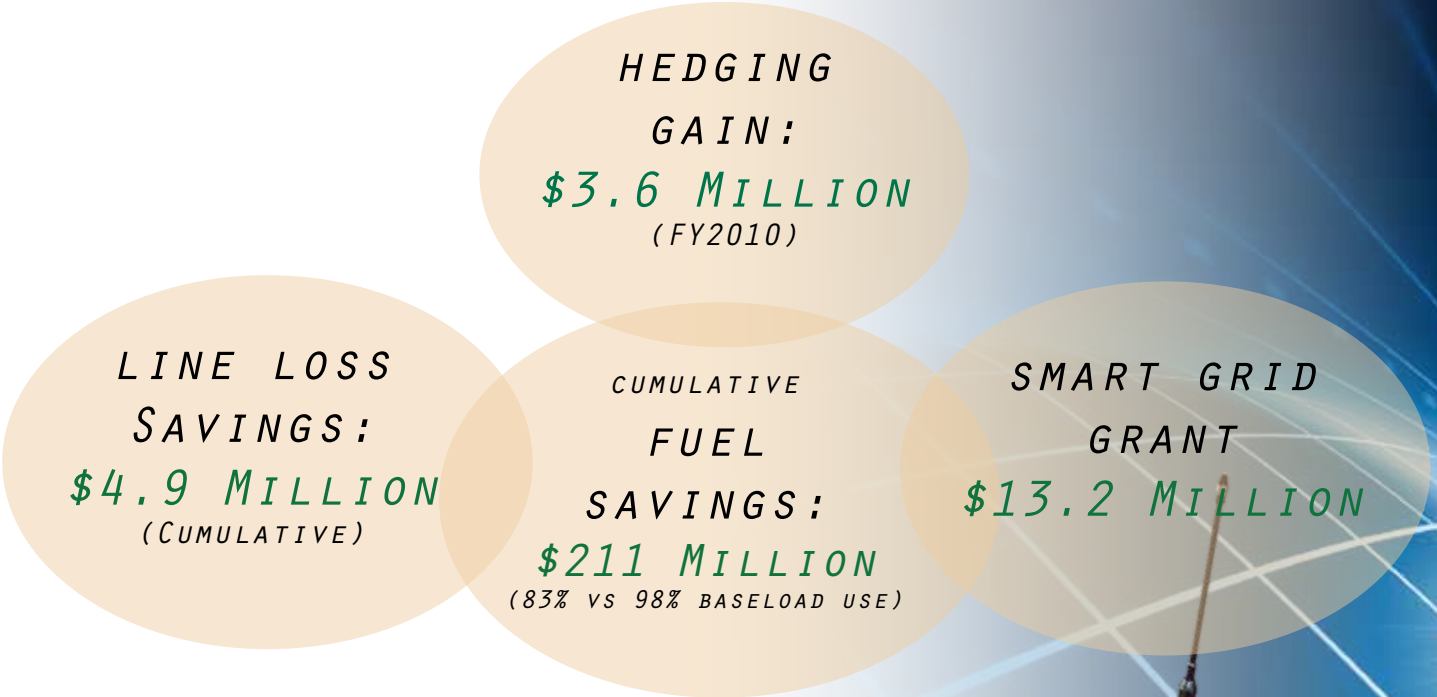 HEDGING
GAIN:
$3.6 MILLION
(FY2010)
LINE LOSS
SAVINGS:
$4.9 MILLION
(CUMULATIVE)
CUMULATIVE
FUEL
SAVINGS:
$211 MILLION
(83% VS 98% BASELOAD USE)
SMART GRID
GRANT
$13.2 MILLION